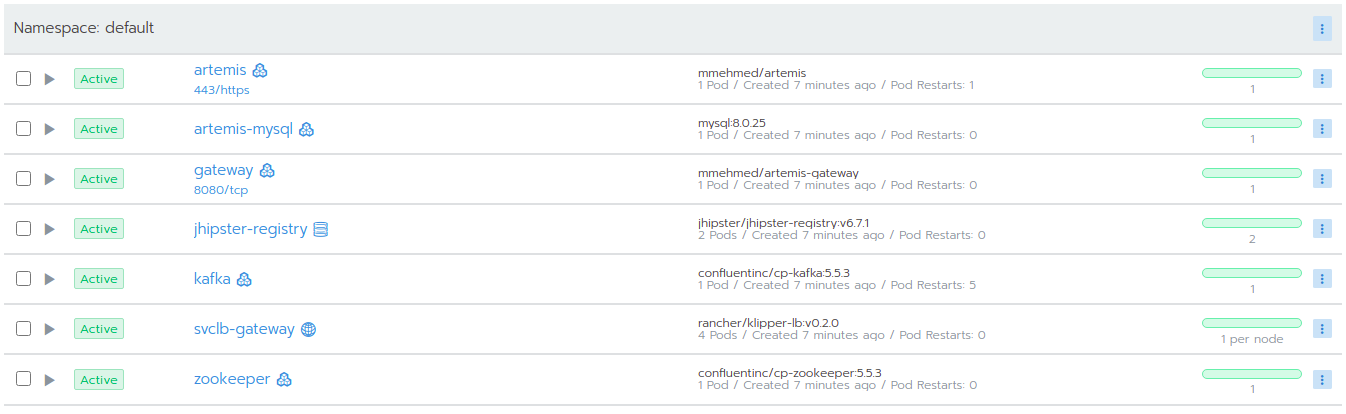 Namespace: default
Active
artemis
443/https
mmehmed/artemis
1 Pod / Created 7 minutes ago / Pod Restarts: 1
1
Active
artemis-mysql
mysql:8.0.25
1 Pod / Created 7 minutes ago / Pod Restarts: 0
1
Active
gateway
8080/tcp
mmehmed/artemis-gateway
1 Pod / Created 7 minutes ago / Pod Restarts: 0
1
Active
jhipster-registry
jhipster/jhipster-registry:v6.7.1
2 Pods / Created 7 minutes ago / Pod Restarts: 0
2
Active
kafka
confluentinc/cp-kafka:5.5.3
1 Pod / Created 7 minutes ago / Pod Restarts: 5
1
Active
svclb-gateway
rancher/klipper-lb:v0.2.0
4 Pods / Created 7 minutes ago / Pod Restarts: 0
1 per node
Active
zookeeper
confluentinc/cp-zookeeper:5.5.3
1 Pod / Created 7 minutes ago / Pod Restarts: 0
1